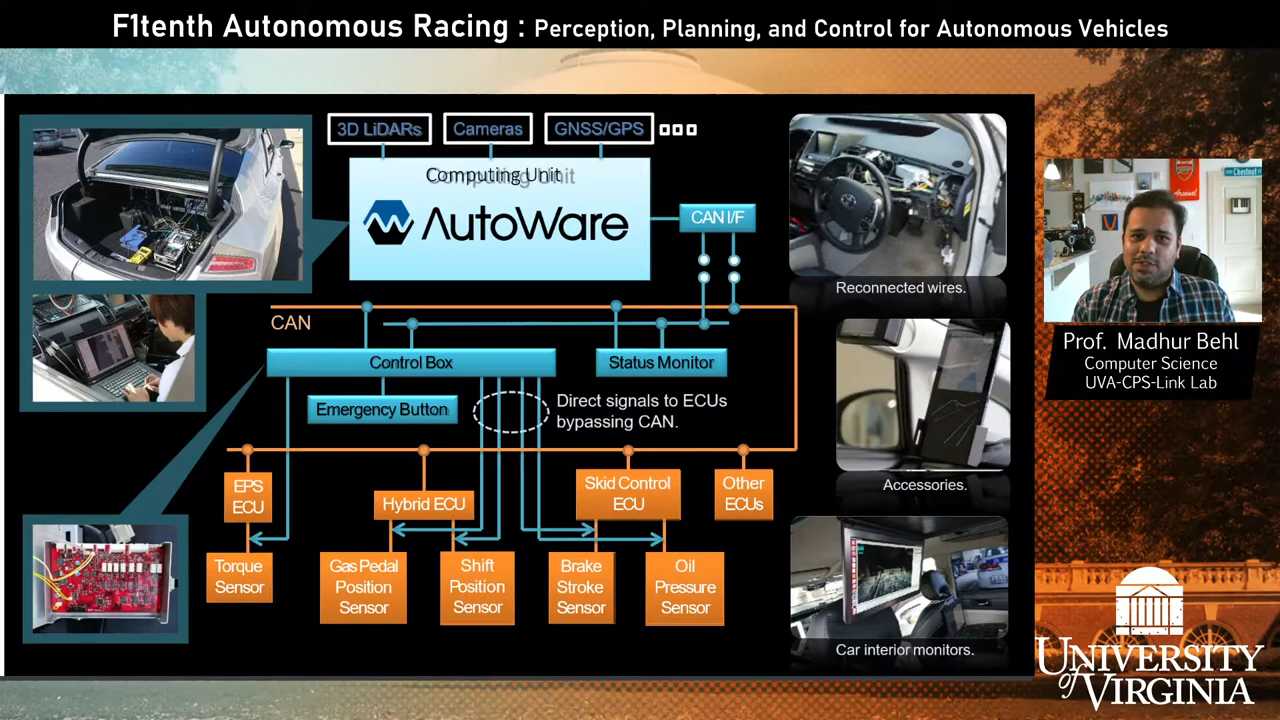 F1tenth Autonomous Racing : Perception, Planning, and Control for Autonomous Vehicles
3D LiDARs
Cameras
GNSS/GPS
Computing Unit
AutoWare
CAN I/F
CAN
Control Box
Status Monitor
Emergency Button
Direct signals to ECUs
bypassing CAN.
EPS
ECU
Hybrid ECU
Skid Control
ECU
Other
ECUs
Torque
Sensor
Gas Pedal
Position
Sensor
Shift
Position
Sensor
Brake
Stroke
Sensor
Oil
Pressure
Sensor
Reconnected wires.
Accessories.
Car interior monitors.
Arsenal
Chestnut
Prof. Madhur Behl
Computer Science
UVA-CPS-Link Lab
UNIVERSITY
of VIRGINIA